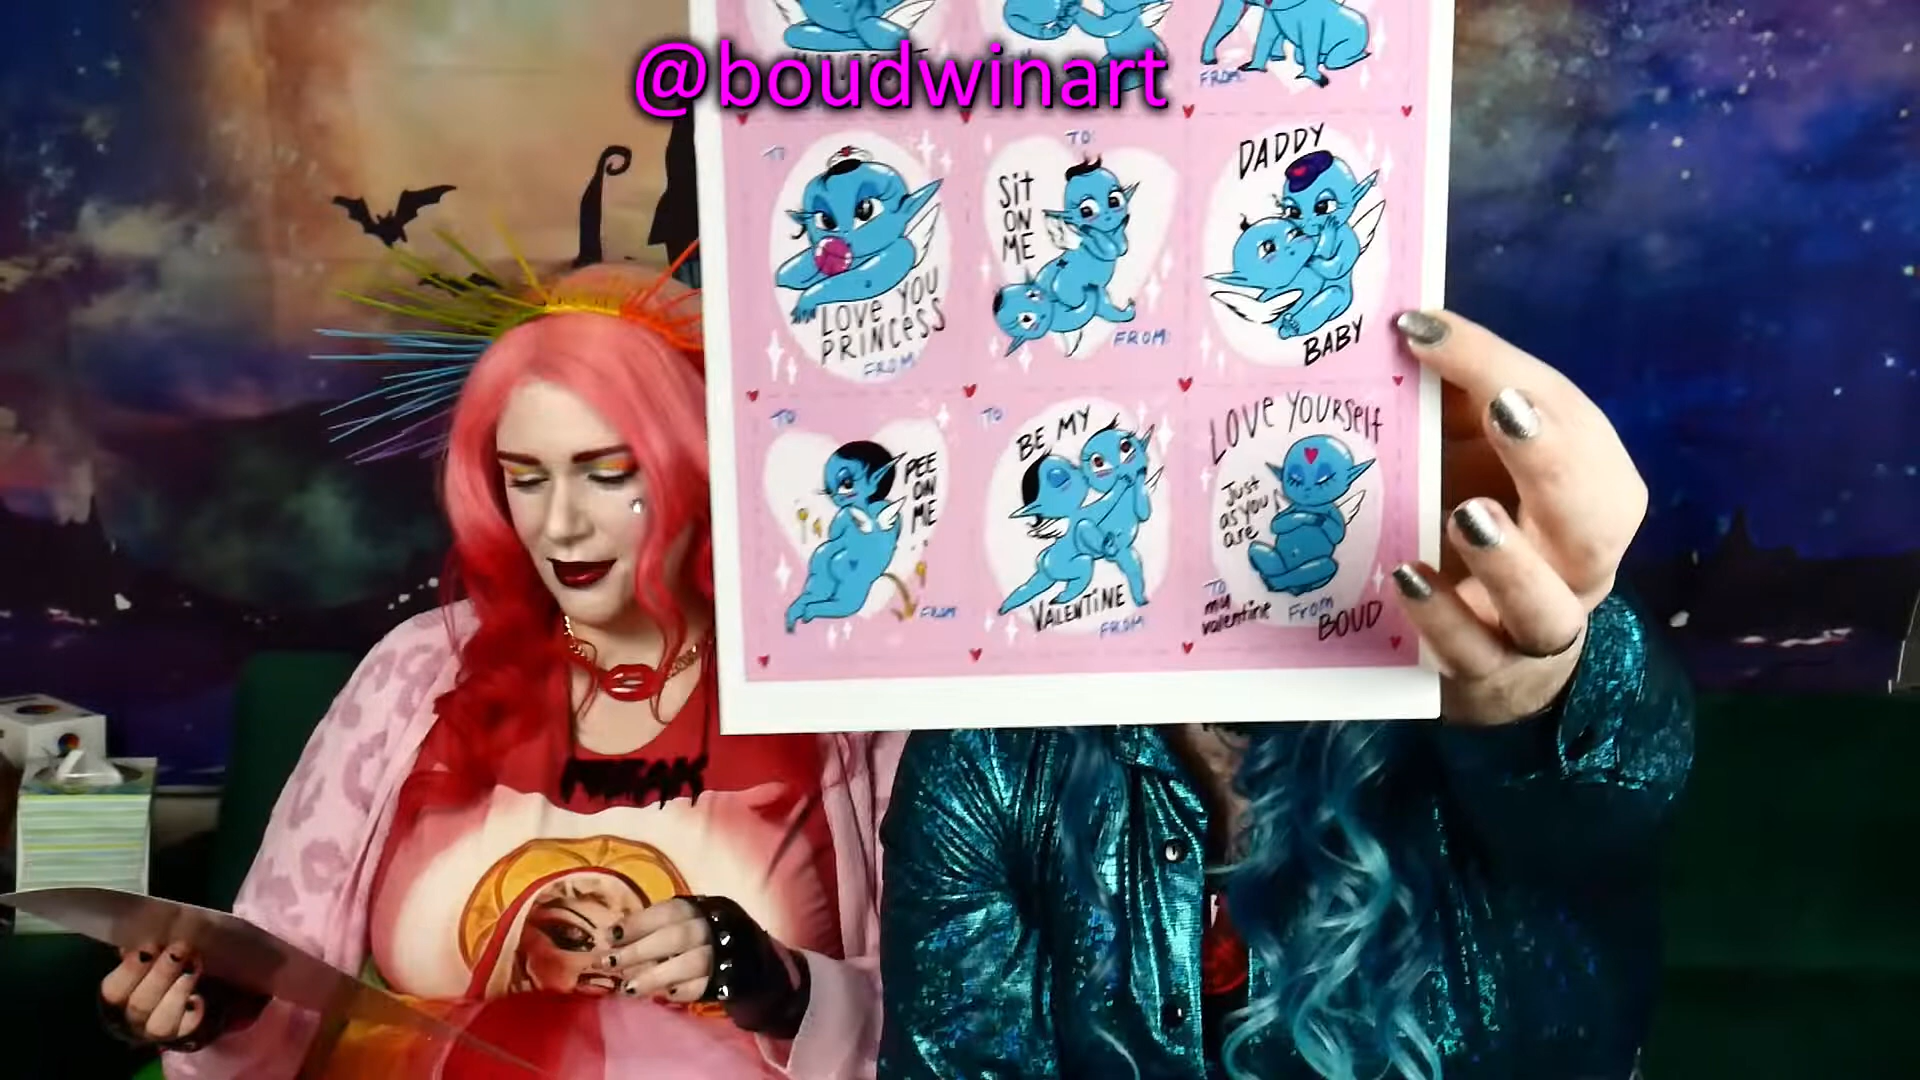 @boudwinart
FROM:
TO
LOVE YOU
PRINCESS
FROM:
TO:
Sit
ON
ME
FROM:
DADDY
BABY
TO
PEE
ON
ME
FROM
TO
BE MY
VALENTINE
FROM
LOVE YOURSElf
Just
as you
are
TO
my
valentine
From
BOUD